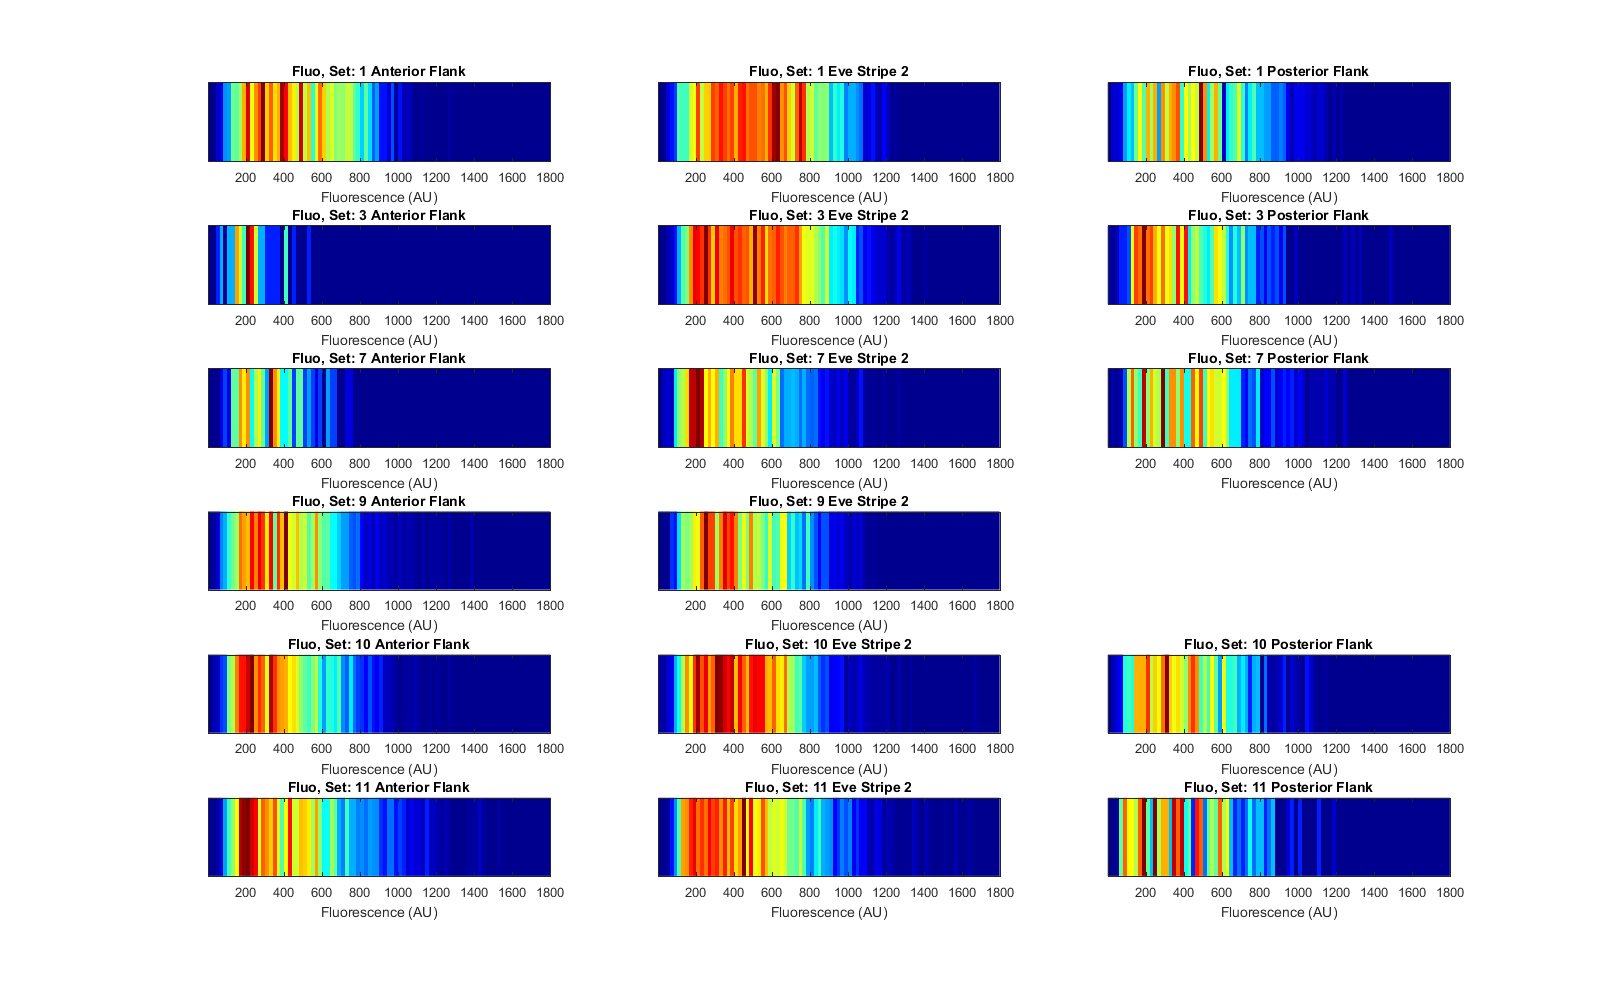 Fluo, Set: 1 Anterior Flank
Fluo, Set: 1 Eve Stripe 2
Fluo, Set: 1 Posterior Flank
200 400 600 800 1000 1200 1400 1600 1800
200 400 600 800 1000 1200 1400 1600 1800
200 400 600 800 1000 1200 1400 1600 1800
Fluorescence (AU)
Fluorescence (AU)
Fluorescence (AU)
Fluo, Set: 3 Anterior Flank
Fluo, Set: 3 Eve Stripe 2
Fluo, Set: 3 Posterior Flank
200 400 600 800 1000 1200 1400 1600 1800
200 400 600 800 1000 1200 1400 1600 1800
200 400 600 800 1000 1200 1400 1600 1800
Fluorescence (AU)
Fluorescence (AU)
Fluorescence (AU)
Fluo, Set: 7 Anterior Flank
Fluo, Set: 7 Eve Stripe 2
Fluo, Set: 7 Posterior Flank
200 400 600 800 1000 1200 1400 1600 1800
200 400 600 800 1000 1200 1400 1600 1800
200 400 600 800 1000 1200 1400 1600 1800
Fluorescence (AU)
Fluorescence (AU)
Fluorescence (AU)
Fluo, Set: 9 Anterior Flank
Fluo, Set: 9 Eve Stripe 2
200 400 600 800 1000 1200 1400 1600 1800
200 400 600 800 1000 1200 1400 1600 1800
Fluorescence (AU)
Fluorescence (AU)
Fluo, Set: 10 Anterior Flank
Fluo, Set: 10 Eve Stripe 2
Fluo, Set: 10 Posterior Flank
200 400 600 800 1000 1200 1400 1600 1800
200 400 600 800 1000 1200 1400 1600 1800
200 400 600 800 1000 1200 1400 1600 1800
Fluorescence (AU)
Fluorescence (AU)
Fluorescence (AU)
Fluo, Set: 11 Anterior Flank
Fluo, Set: 11 Eve Stripe 2
Fluo, Set: 11 Posterior Flank
200 400 600 800 1000 1200 1400 1600 1800
200 400 600 800 1000 1200 1400 1600 1800
200 400 600 800 1000 1200 1400 1600 1800
Fluorescence (AU)
Fluorescence (AU)
Fluorescence (AU)